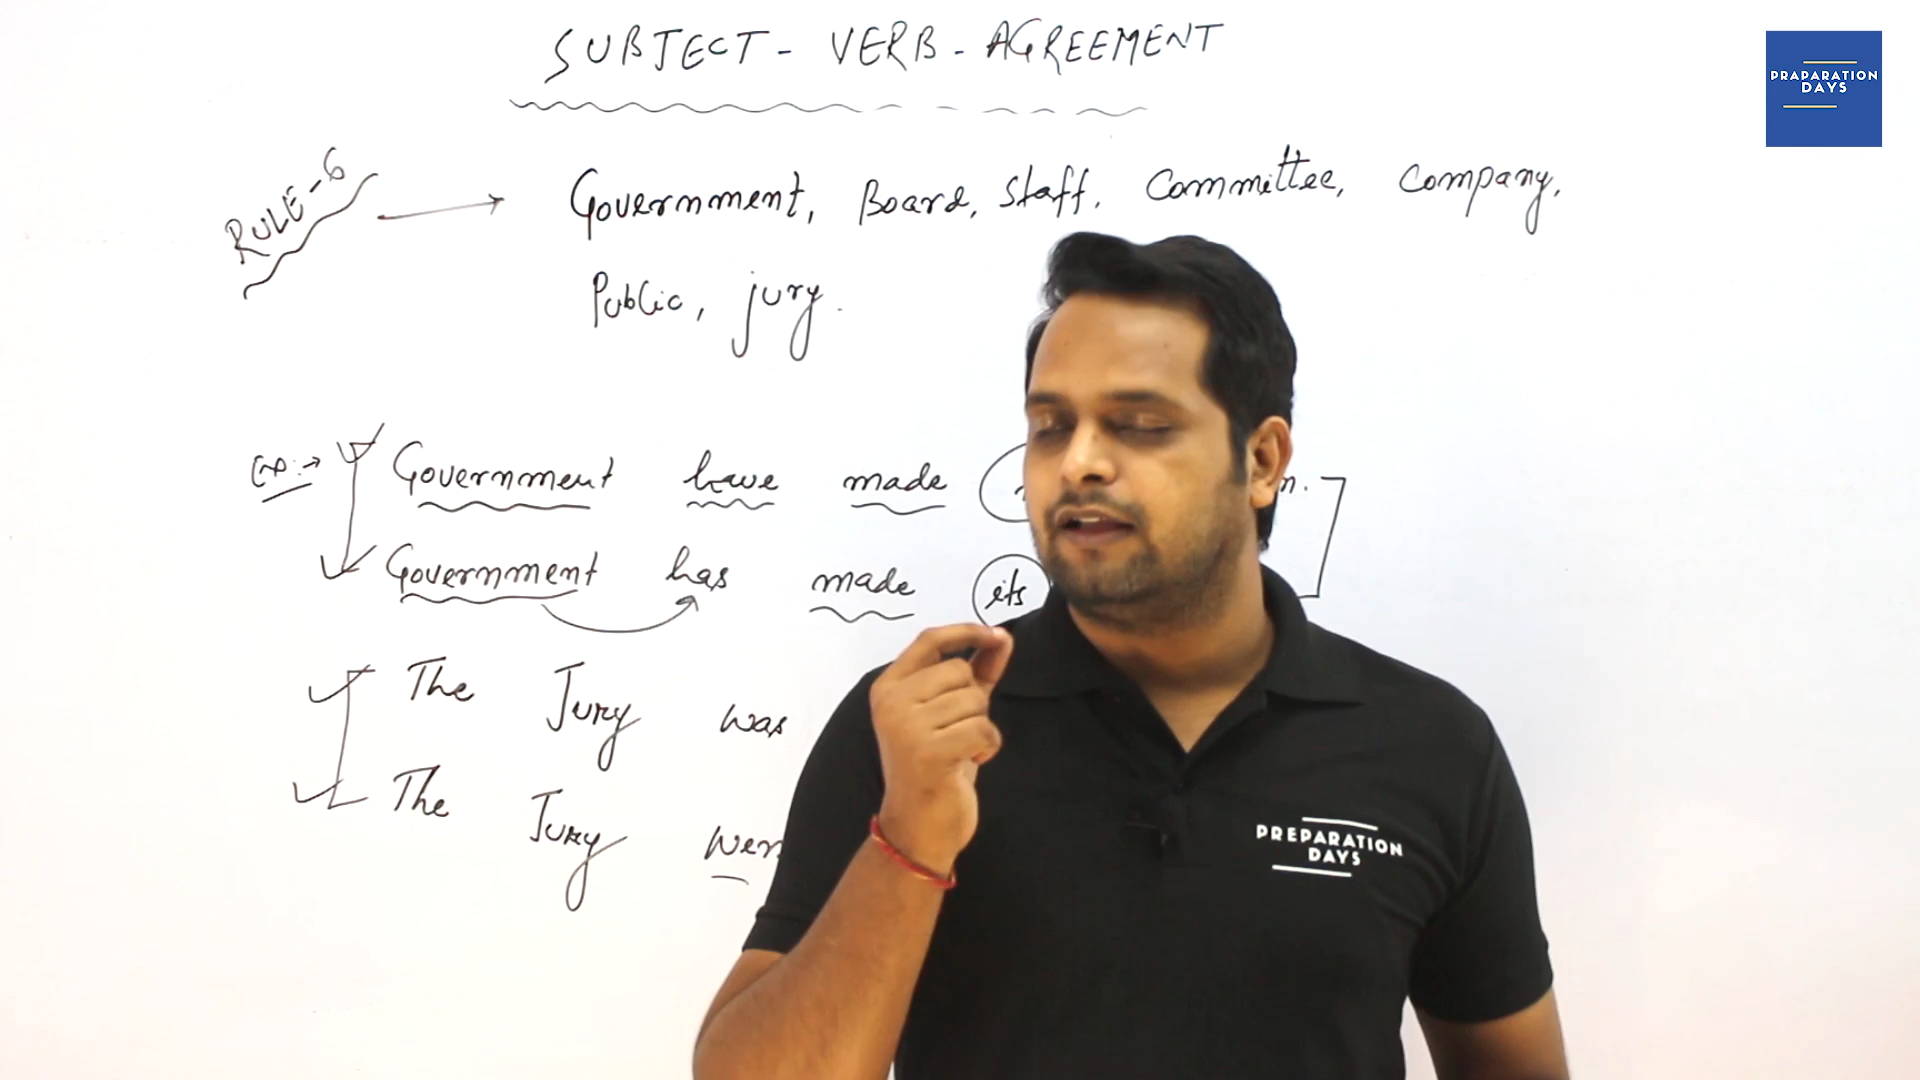 SUBJECT - VERB - AGREEMENT
PRAPARATION
DAYS
RULE-6 → Government, Board, Staff, Committee, Company,
Public, jury.
Government have made
Government has made its
The Jury was
The Jury
PREPARATION
DAYS